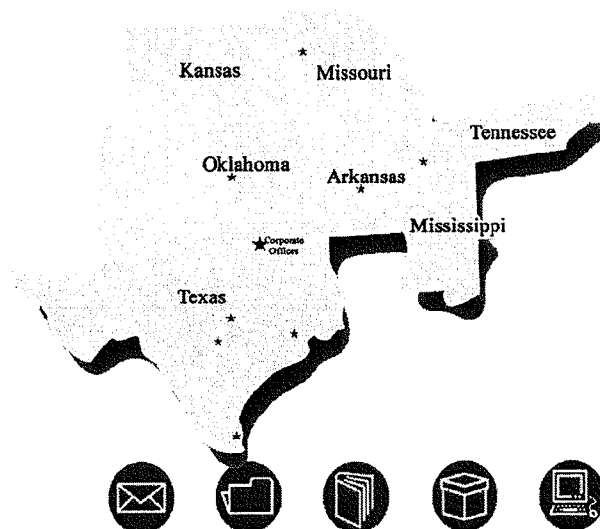 Kansas
Missouri
Tennessee
Oklahoma
Arkansas
Mississippi
Corporate
Offices
Texas